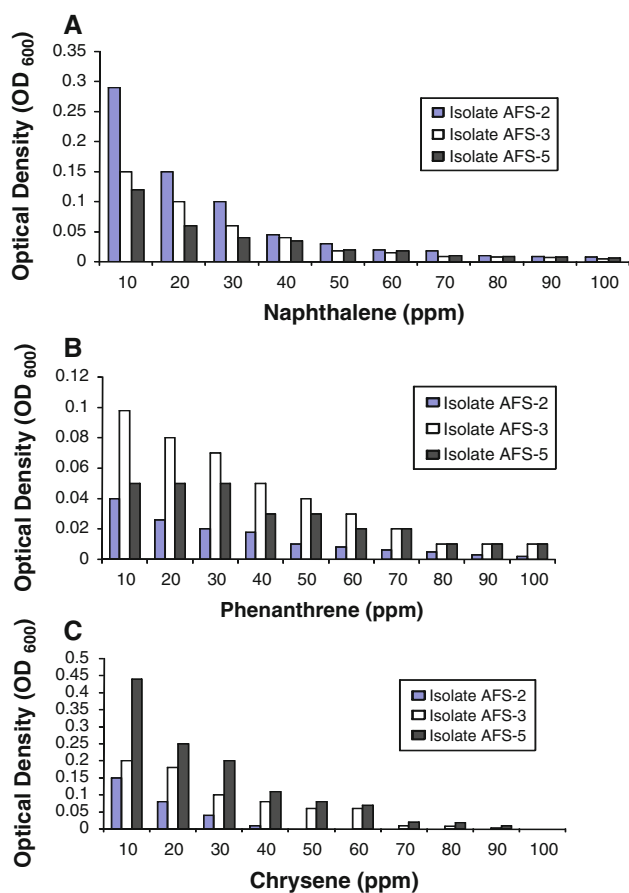 A
Optical Density (OD 600)
0.35
0.3
0.25
0.2
0.15
0.1
0.05
0
Isolate AFS-2
Isolate AFS-3
Isolate AFS-5
10 20 30 40 50 60 70 80 90 100
Naphthalene (ppm)
B
Optical Density (OD 600)
0.12
0.1
0.08
0.06
0.04
0.02
0
Isolate AFS-2
Isolate AFS-3
Isolate AFS-5
10 20 30 40 50 60 70 80 90 100
Phenanthrene (ppm)
C
Optical Density (OD 600)
0.5
0.45
0.4
0.35
0.3
0.25
0.2
0.15
0.1
0.05
0
Isolate AFS-2
Isolate AFS-3
Isolate AFS-5
10 20 30 40 50 60 70 80 90 100
Chrysene (ppm)